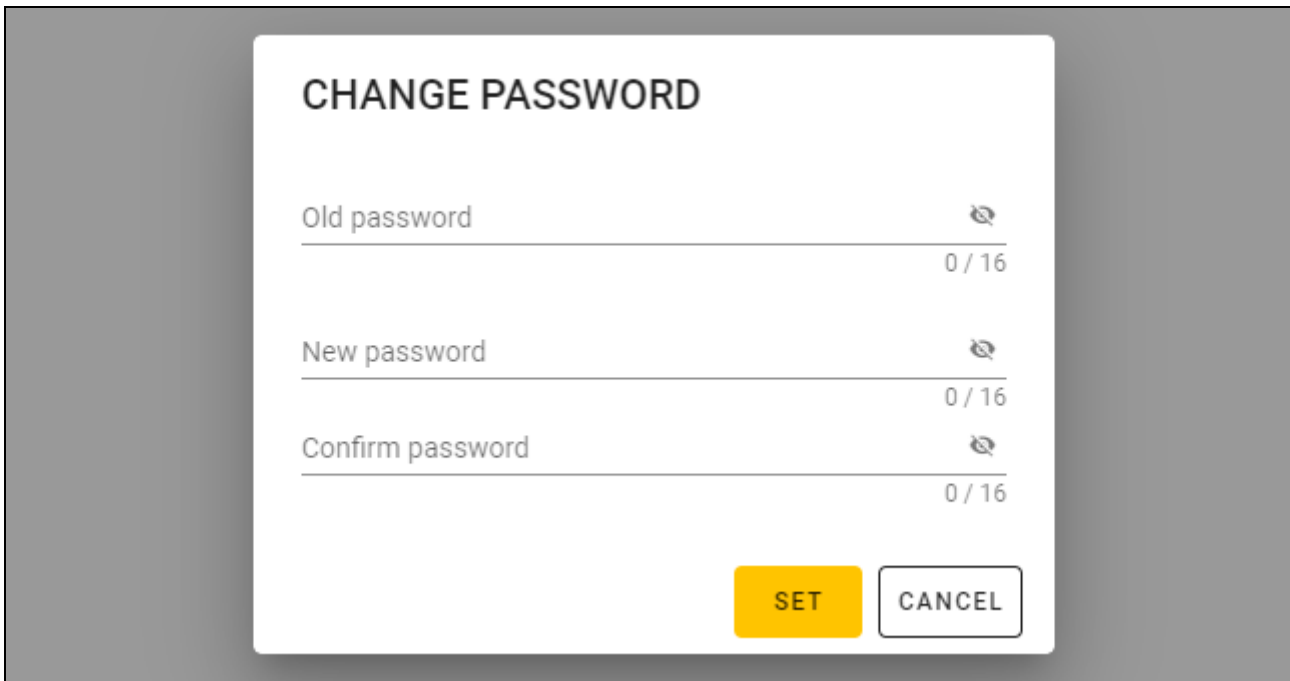 CHANGE PASSWORD
Old password
0 / 16
New password
0 / 16
Confirm password
0 / 16
SET CANCEL